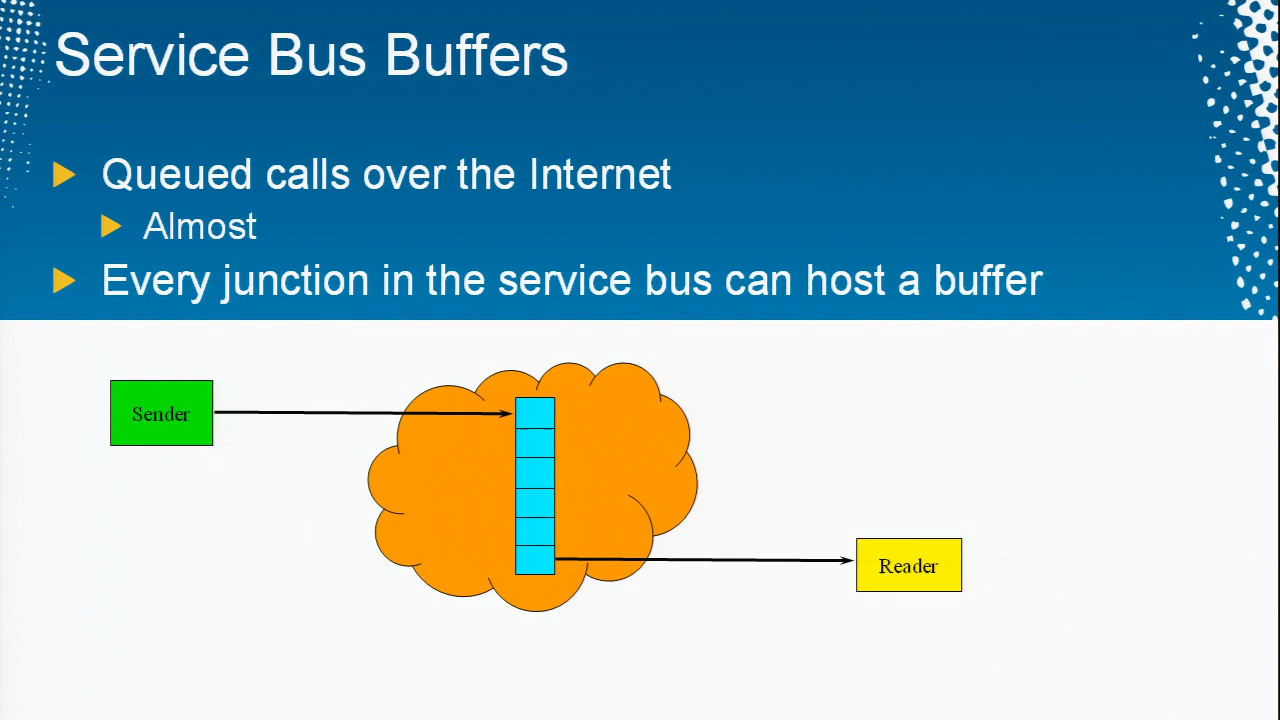 Service Bus Buffers
Queued calls over the Internet
Almost
Every junction in the service bus can host a buffer
Sender
Reader